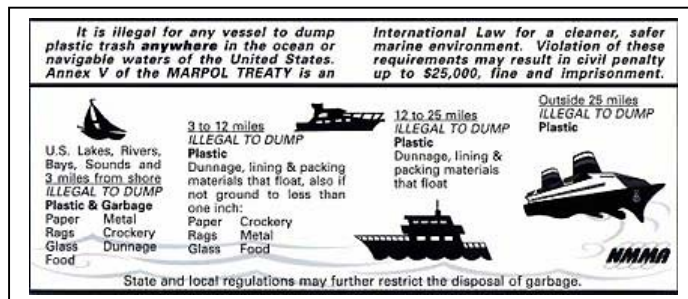 It is illegal for any vessel to dump
plastic trash anywhere in the ocean or
navigable waters of the United States.
Annex V of the MARPOL TREATY is an
International Law for a cleaner, safer
marine environment. Violation of these
requirements may result in civil penalty
up to $25,000, fine and imprisonment.
U.S. Lakes, Rivers,
Bays, Sounds and
3 miles from shore
ILLEGAL TO DUMP
Plastic & Garbage
Paper Metal
Rags Crockery
Glass Dunnage
Food
3 to 12 miles
ILLEGAL TO DUMP
Plastic
Dunnage, lining & packing
materials that float, also if
not ground to less than
one inch:
Paper Crockery
Rags Metal
Glass Food
12 to 25 miles
ILLEGAL TO DUMP
Plastic
Dunnage, lining &
packing materials
that float
Outside 25 miles
ILLEGAL TO DUMP
Plastic
NMMA
State and local regulations may further restrict the disposal of garbage.